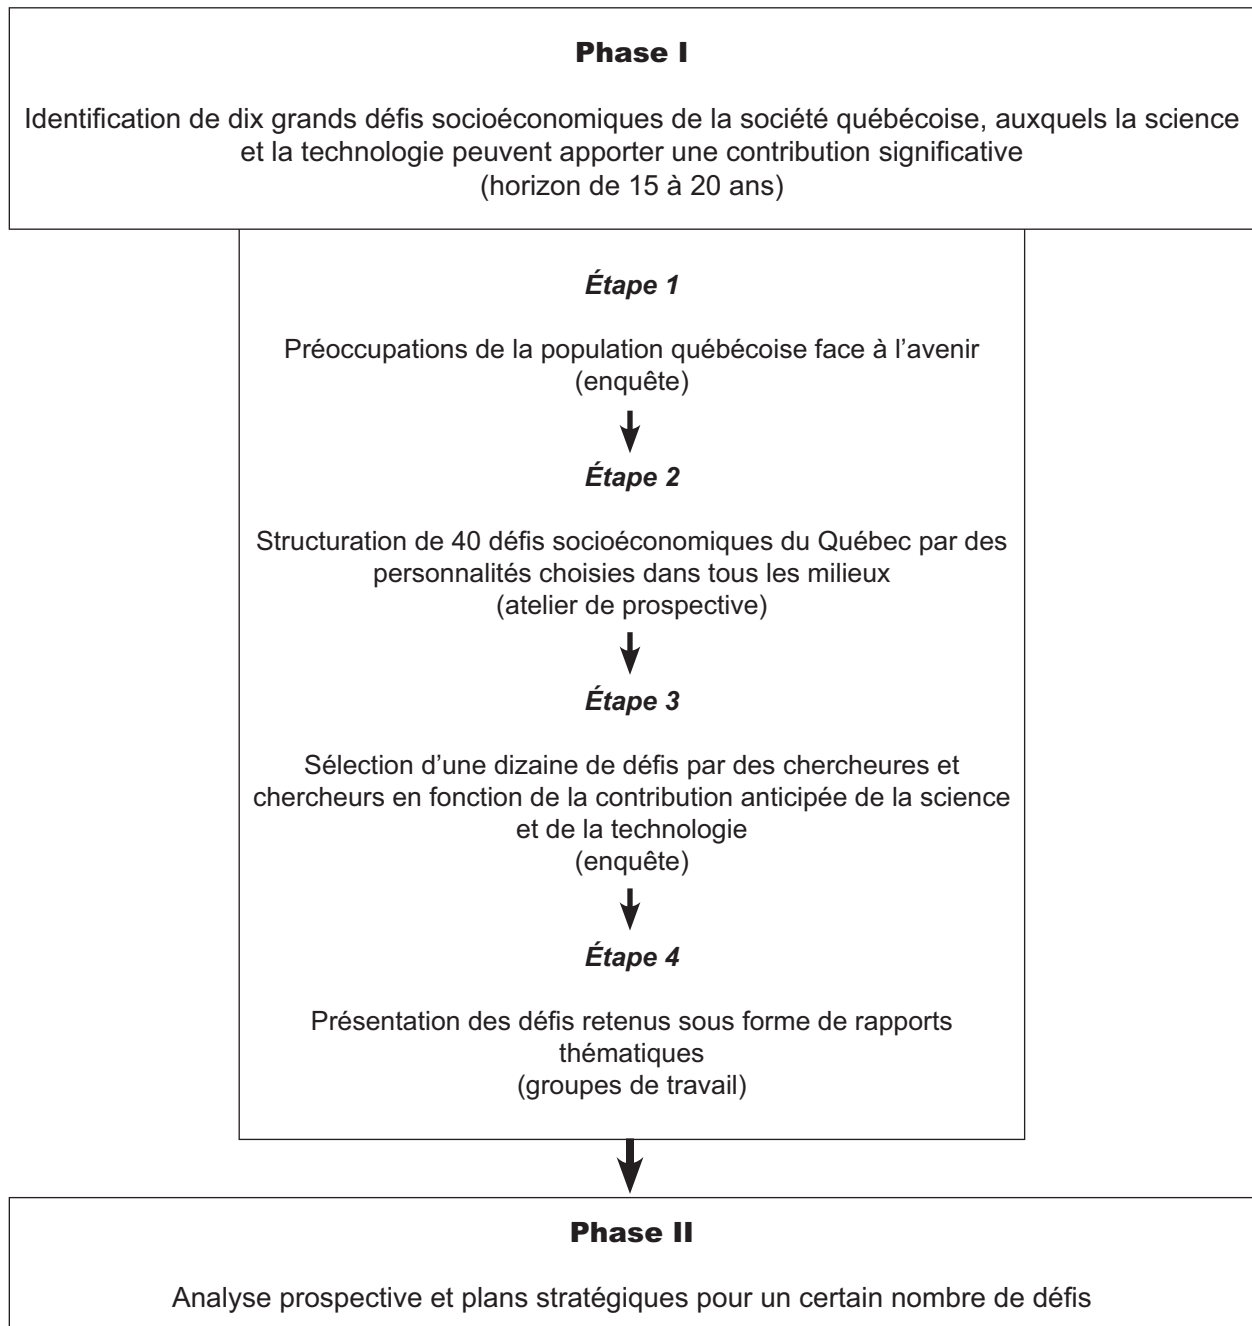 Phase I
Identification de dix grands défis socioéconomiques de la société québécoise, auxquels la science
et la technologie peuvent apporter une contribution significative
(horizon de 15 à 20 ans)
Étape 1
Préoccupations de la population québécoise face à l’avenir
(enquête)
Étape 2
Structuration de 40 défis socioéconomiques du Québec par des
personnalités choisies dans tous les milieux
(atelier de prospective)
Étape 3
Sélection d’une dizaine de défis par des chercheures et
chercheurs en fonction de la contribution anticipée de la science
et de la technologie
(enquête)
Étape 4
Présentation des défis retenus sous forme de rapports
thématiques
(groupes de travail)
Phase II
Analyse prospective et plans stratégiques pour un certain nombre de défis